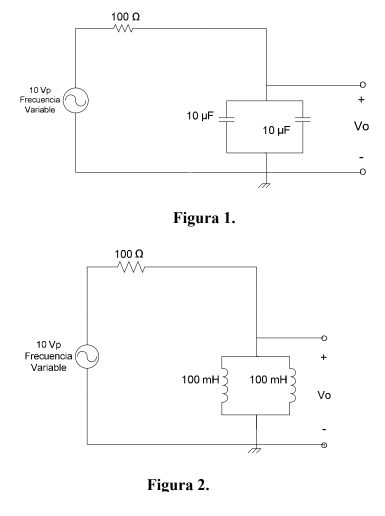 100 Ω
10 Vp
Frecuencia
Variable
10 µF
10 µF
+
Vo
-
Figura 1.
100 Ω
10 Vp
Frecuencia
Variable
100 mH
100 mH
+
Vo
-
Figura 2.